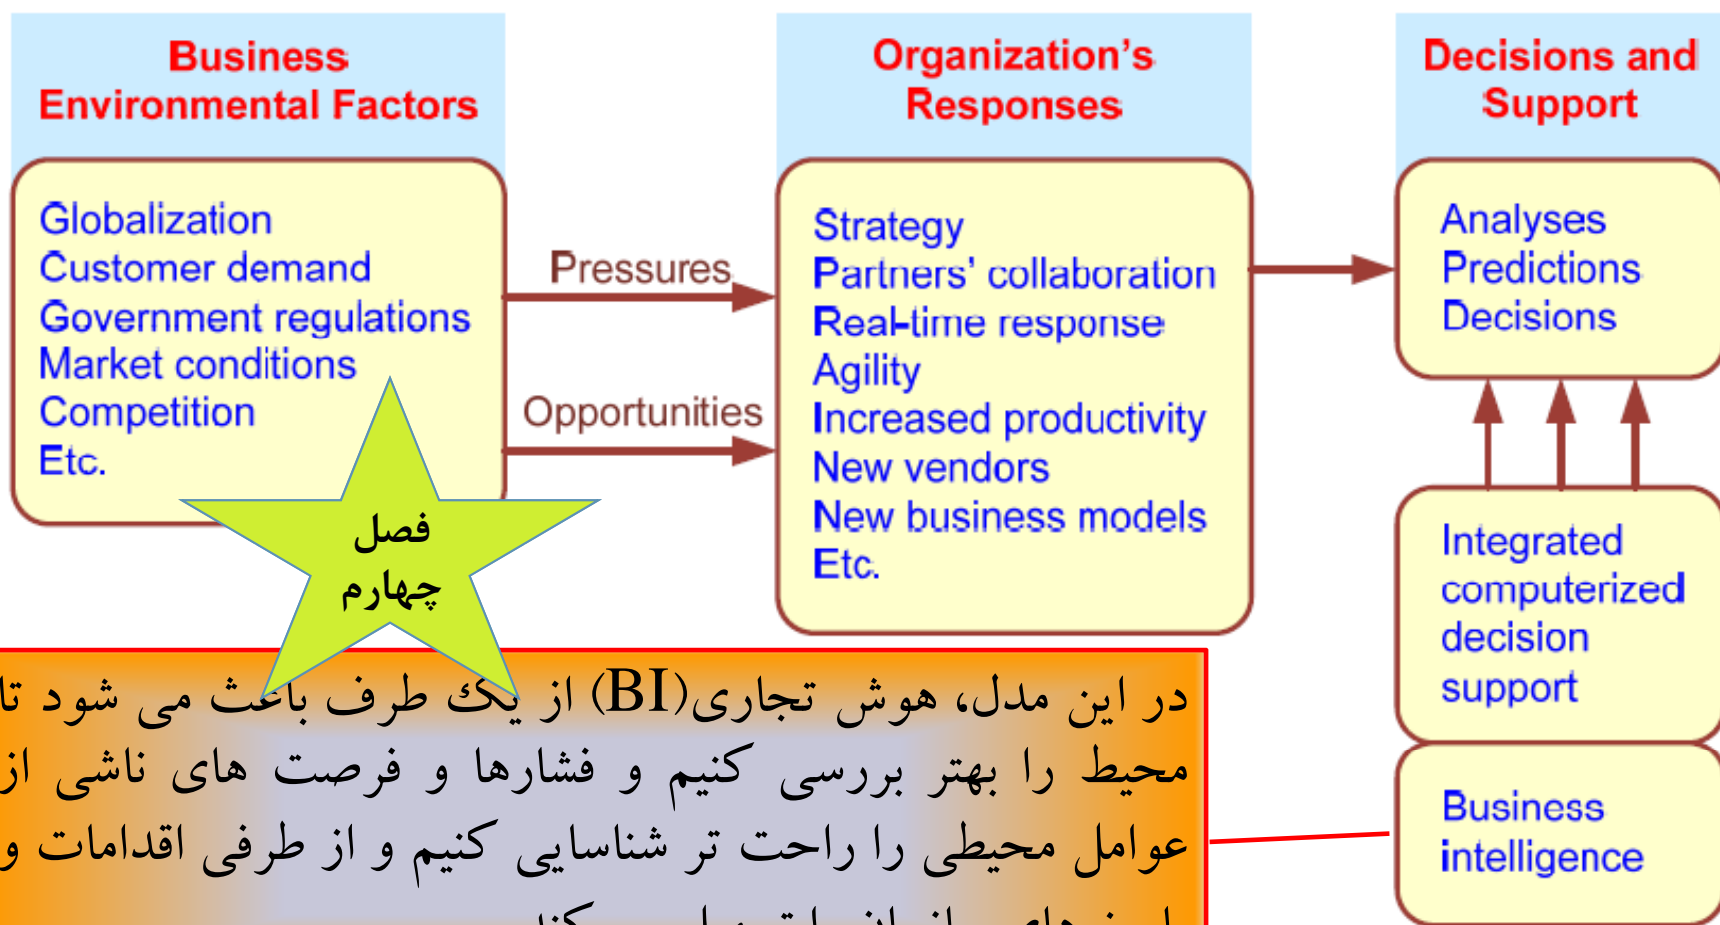 Business
Environmental Factors
Globalization
Customer demand
Government regulations
Market conditions
Competition
Etc.
Pressures
Opportunities
Organization's
Responses
Strategy
Partners' collaboration
Real-time response
Agility
Increased productivity
New vendors
New business models
Etc.
Decisions and
Support
Analyses
Predictions
Decisions
Integrated
computerized
decision
support
Business
intelligence
فصل
چهارم
در این مدل، هوش تجاری(BI) از یک طرف باعث می شود تا
محیط را بهتر بررسی کنیم و فشارها و فرصت های ناشی از
عوامل محیطی را راحت تر شناسایی کنیم و از طرفی اقدامات و